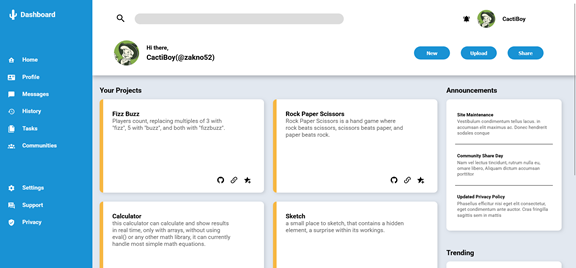 Dashboard
CactiBoy
Hi there,
CactiBoy(@zakno52)
New
Upload
Share
Home
Profile
Messages
History
Tasks
Communities
Settings
Support
Privacy
Your Projects
Fizz Buzz
Players count, replacing multiples of 3 with
"fizz", 5 with "buzz", and both with "fizzbuzz".
Rock Paper Scissors
Rock Paper Scissors is a hand game where
rock beats scissors, scissors beats paper, and
paper beats rock.
Calculator
this calculator can calculate and show results
in real time, only with arrays, without using
eval() or any other math library, it can currently
handle most simple math equations.
Sketch
a small place to sketch, that contains a hidden
element, a surprise within its workings.
Announcements
Site Maintenance
Vestibulum condimentum tellus lacus. in
accumsan elit maximus ac. Donec hendrerit
sodales congue
Community Share Day
Nam vel lectus tincidunt, rutrum nulla eu,
ornare libero, Aliquam dictum accumsan
porttitor
Updated Privacy Policy
Phasellus efficitur nisi eget elit consectetur,
eget condimentum ante auctor. Cras fringilla
sagittis sem in mattis
Trending